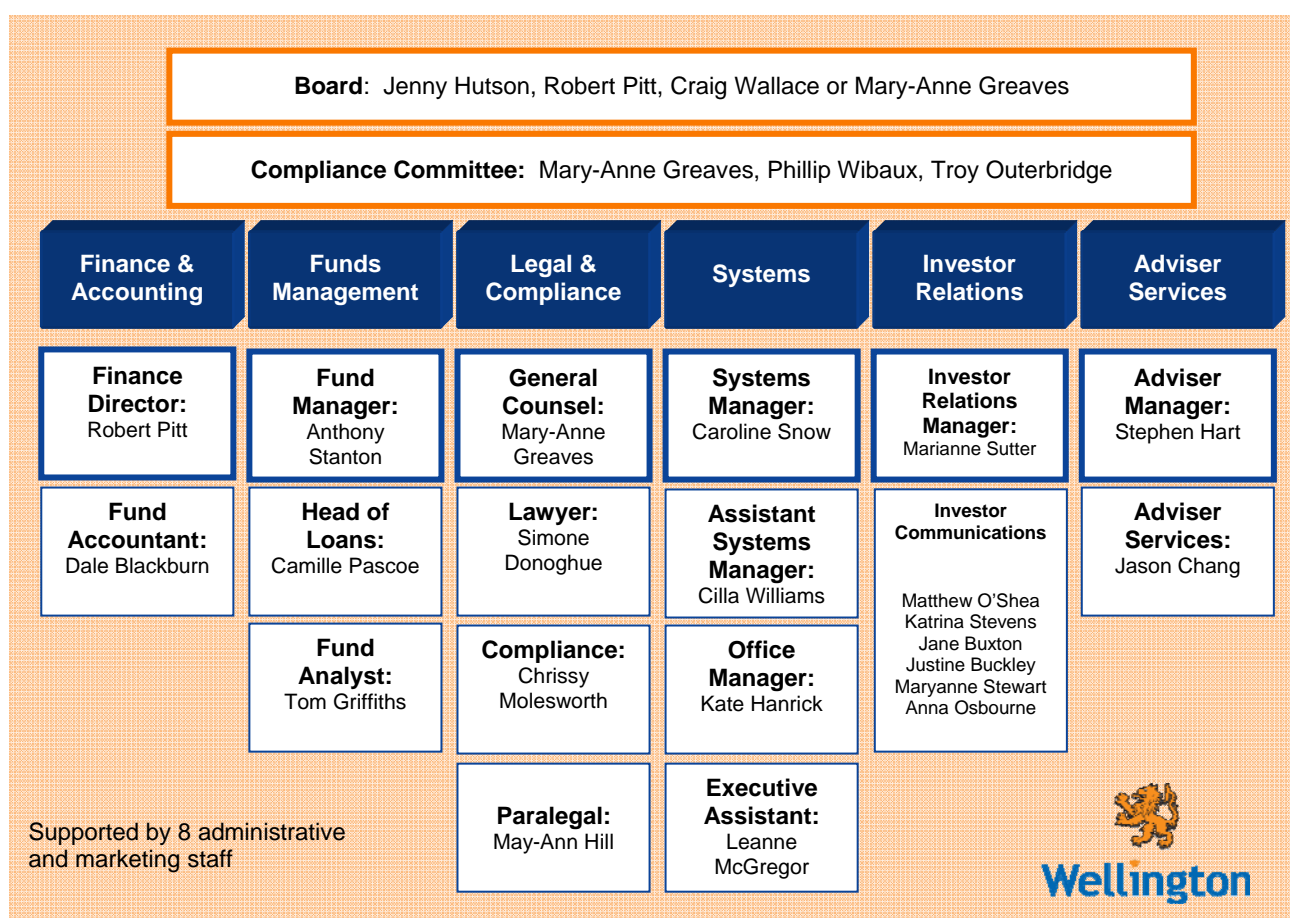 Board: Jenny Hutson, Robert Pitt, Craig Wallace or Mary-Anne Greaves
Compliance Committee: Mary-Anne Greaves, Phillip Wibaux, Troy Outerbridge
Finance &
Accounting
Funds
Management
Legal &
Compliance
Systems
Investor
Relations
Adviser
Services
Finance
Director:
Robert Pitt
Fund
Manager:
Anthony
Stanton
General
Counsel:
Mary-Anne
Greaves
Systems
Manager:
Caroline Snow
Investor
Relations
Manager:
Marianne Sutter
Adviser
Manager:
Stephen Hart
Fund
Accountant:
Dale Blackburn
Head of
Loans:
Camille Pascoe
Lawyer:
Simone
Donoghue
Assistant
Systems
Manager:
Cilla Williams
Investor
Communications
Matthew O’Shea
Katrina Stevens
Jane Buxton
Justine Buckley
Maryanne Stewart
Anna Osbourne
Adviser
Services:
Jason Chang
Fund
Analyst:
Tom Griffiths
Compliance:
Chrissy
Molesworth
Office
Manager:
Kate Hanrick
Paralegal:
May-Ann Hill
Executive
Assistant:
Leanne
McGregor
Supported by 8 administrative
and marketing staff
Wellington